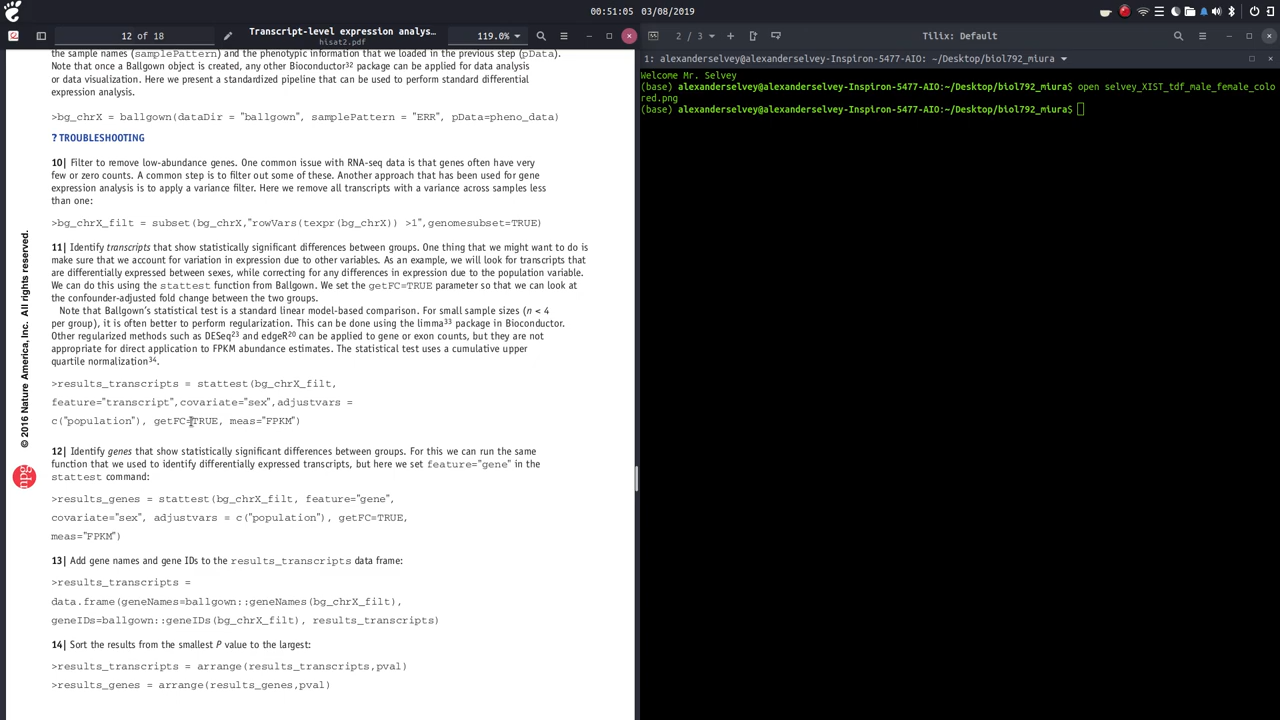 00:51:05 03/08/2019
12 of 18
Transcript-level expression analys...
hisat2.pdf
119.0%
2 / 3
Tilix: Default
1: alexanderselvey@alexanderselvey-Inspiron-5477-AIO: ~/Desktop/biol792_miura
the sample names (samplePattern) and the phenotypic information that we loaded in the previous step (pData).
Note that once a Ballgown object is created, any other Bioconductor32 package can be applied for data analysis
or data visualization. Here we present a standardized pipeline that can be used to perform standard differential
expression analysis.
>bg_chrX = ballgown(dataDir = "ballgown", samplePattern = "ERR", pData=pheno_data)
? TROUBLESHOOTING
10| Filter to remove low-abundance genes. One common issue with RNA-seq data is that genes often have very
few or zero counts. A common step is to filter out some of these. Another approach that has been used for gene
expression analysis is to apply a variance filter. Here we remove all transcripts with a variance across samples less
than one:
>bg_chrX_filt = subset(bg_chrX,"rowVars(texpr(bg_chrX)) >1",genomesubset=TRUE)
11| Identify transcripts that show statistically significant differences between groups. One thing that we might want to do is
make sure that we account for variation in expression due to other variables. As an example, we will look for transcripts
that are differentially expressed between sexes, while correcting for any differences in expression due to the population variable.
We can do this using the stattest function from Ballgown. We set the getFC=TRUE parameter so that we can look at
the confounder-adjusted fold change between the two groups.
Note that Ballgown's statistical test is a standard linear model-based comparison. For small sample sizes (n < 4
per group), it is often better to perform regularization. This can be done using the limma33 package in Bioconductor.
Other regularized methods such as DESeq23 and edgeR20 can be applied to gene or exon counts, but they are not
appropriate for direct application to FPKM abundance estimates. The statistical test uses a cumulative upper
quartile normalization34.
>results_transcripts = stattest(bg_chrX_filt,
feature="transcript",covariate="sex",adjustvars =
c("population"), getFC=TRUE, meas="FPKM")
12| Identify genes that show statistically significant differences between groups. For this we can run the same
function that we used to identify differentially expressed transcripts, but here we set feature="gene" in the
stattest command:
>results_genes = stattest(bg_chrX_filt, feature="gene",
covariate="sex", adjustvars = c("population"), getFC=TRUE,
meas="FPKM")
13| Add gene names and gene IDs to the results_transcripts data frame:
>results_transcripts =
data.frame(geneNames=ballgown::geneNames(bg_chrX_filt),
geneIDs=ballgown::geneIDs(bg_chrX_filt), results_transcripts)
14| Sort the results from the smallest P value to the largest:
>results_transcripts = arrange(results_transcripts,pval)
>results_genes = arrange(results_genes,pval)
© 2016 Nature America, Inc. All rights reserved.
npg
Welcome Mr. Selvey
(base) alexanderselvey@alexanderselvey-Inspiron-5477-AIO:~/Desktop/biol792_miura$ open selvey_XIST_tdf_male_female_colo
red.png
(base) alexanderselvey@alexanderselvey-Inspiron-5477-AIO:~/Desktop/biol792_miura$